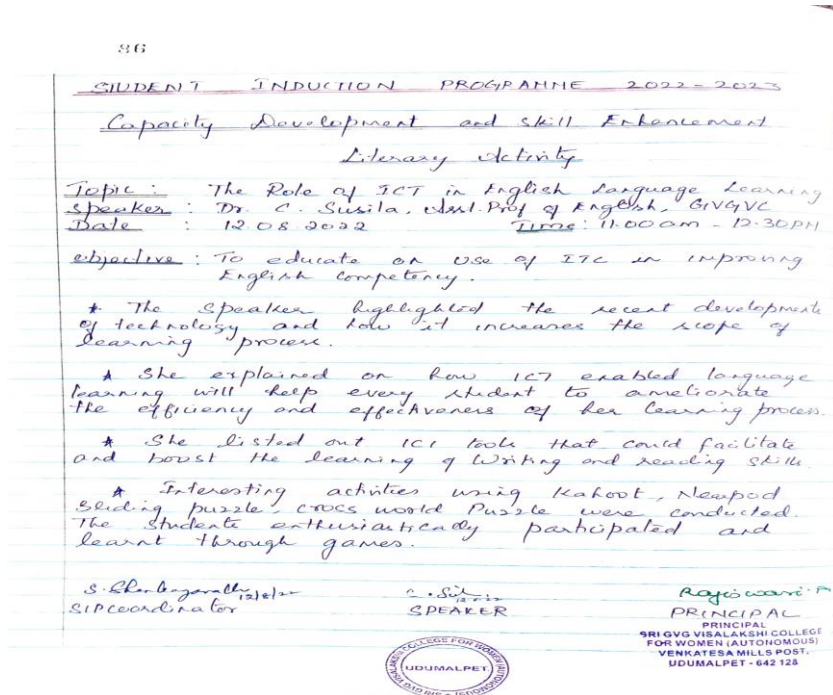 86
STUDENT INDUCTION PROGRAMME 2022-2023
Capacity Development and Skill Enhancement
Literary Activity
Topic : The Role of ICT in English Language Learning
Speaker : Dr. C. Susila, Asst. Prof of English, GVGVC
Date : 12.08.2022 Time: 11.00am - 12.30PM
Objective : To educate on use of ITC in improving
English competency.
* The speaker highlighted the recent developments
of technology and how it increases the scope of
learning process.
* She explained on how ICT enabled language
learning will help every student to ameliorate
the efficiency and effectiveness of her learning process.
* She listed out ICT tools that could facilitate
and boost the learning of writing and reading skills.
* Interesting activities using Kahoot, Nearpod
Sliding puzzle, cross world Puzzle were conducted.
The students enthusiastically participated and
learnt through games.
12/8/22
SIP Coordinator SPEAKER PRINCIPAL
PRINCIPAL
SRI GVG VISALAKSHI COLLEGE
FOR WOMEN (AUTONOMOUS)
VENKATESA MILLS POST,
UDUMALPET - 642 128
UDUMALPET.